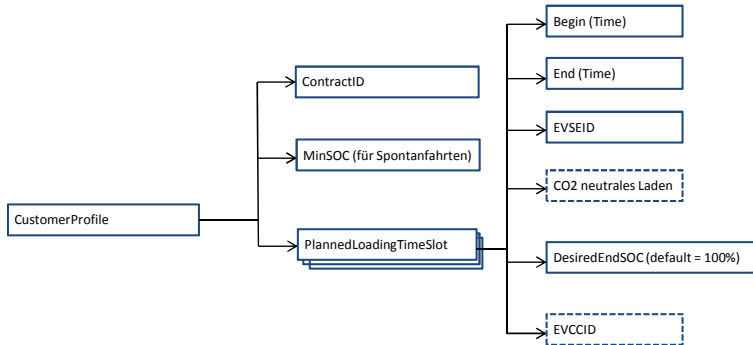 CustomerProfile
ContractID
MinSOC (für Spontanfahrten)
PlannedLoadingTimeSlot
Begin (Time)
End (Time)
EVSEID
CO2 neutrales Laden
DesiredEndSOC (default = 100%)
EVCCID